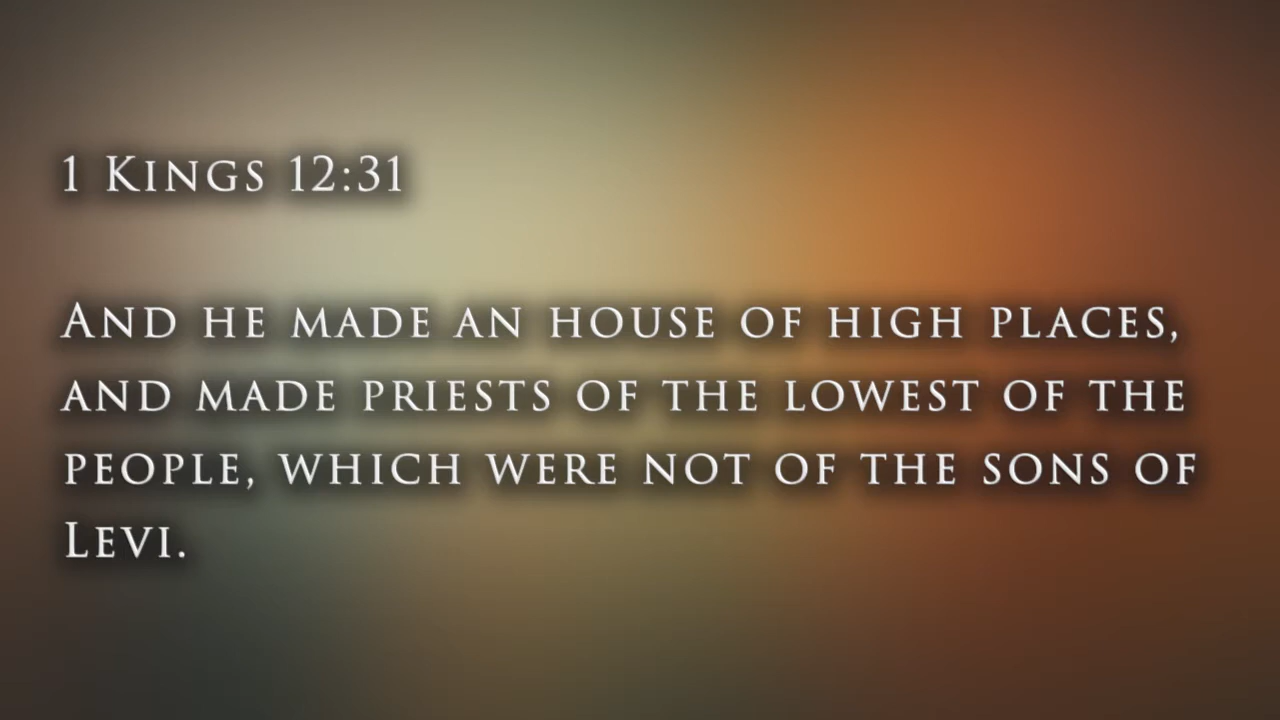 1 Kings 12:31
And he made an house of high places,
and made priests of the lowest of the
people, which were not of the sons of
Levi.